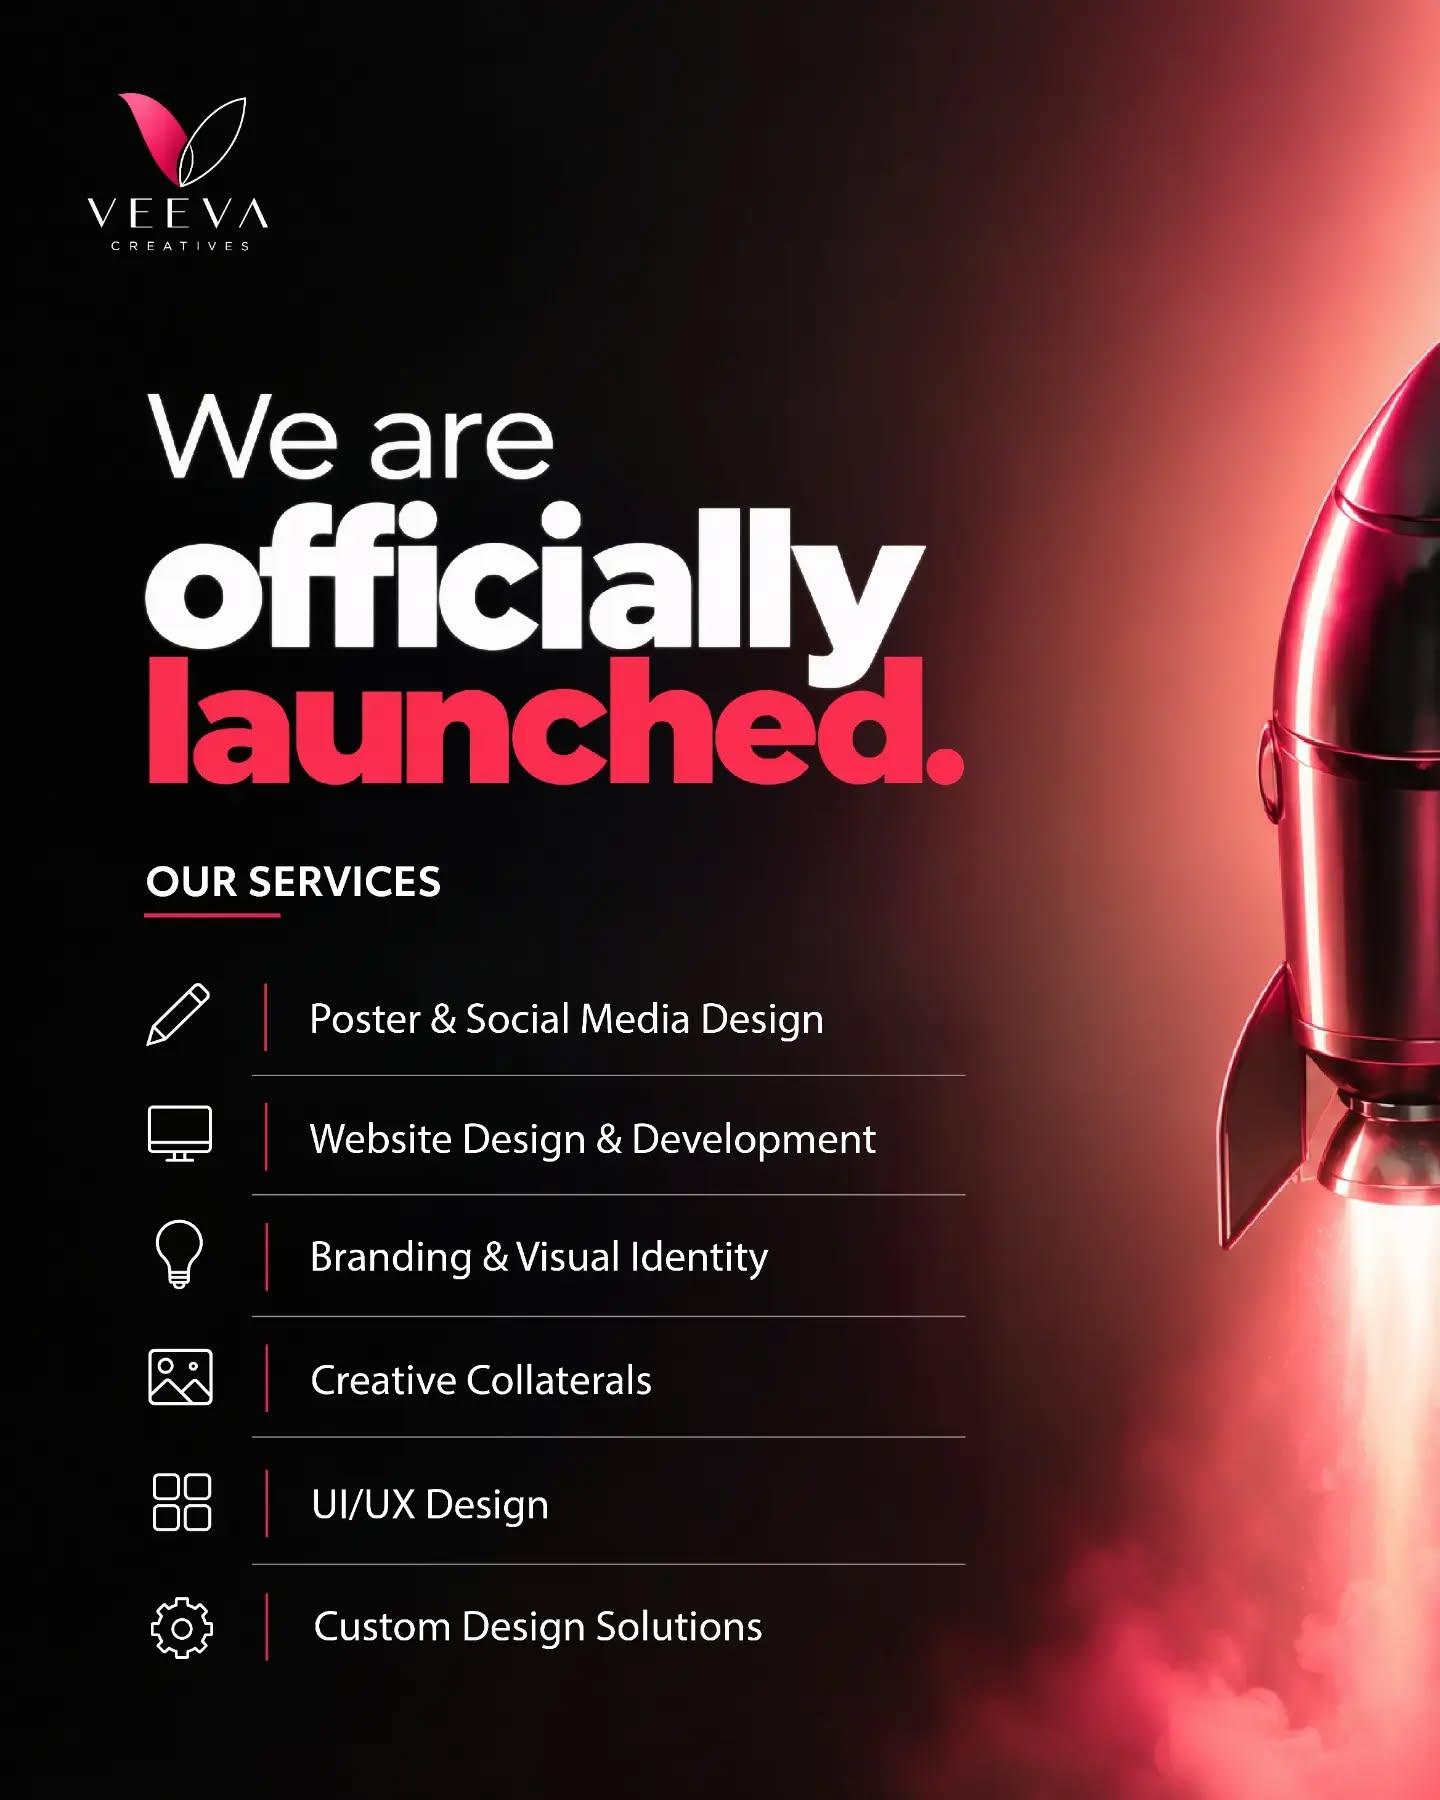 VEEVA
CREATIVES
We are
officially
launched.
OUR SERVICES
Poster & Social Media Design
Website Design & Development
Branding & Visual Identity
Creative Collaterals
UI/UX Design
Custom Design Solutions